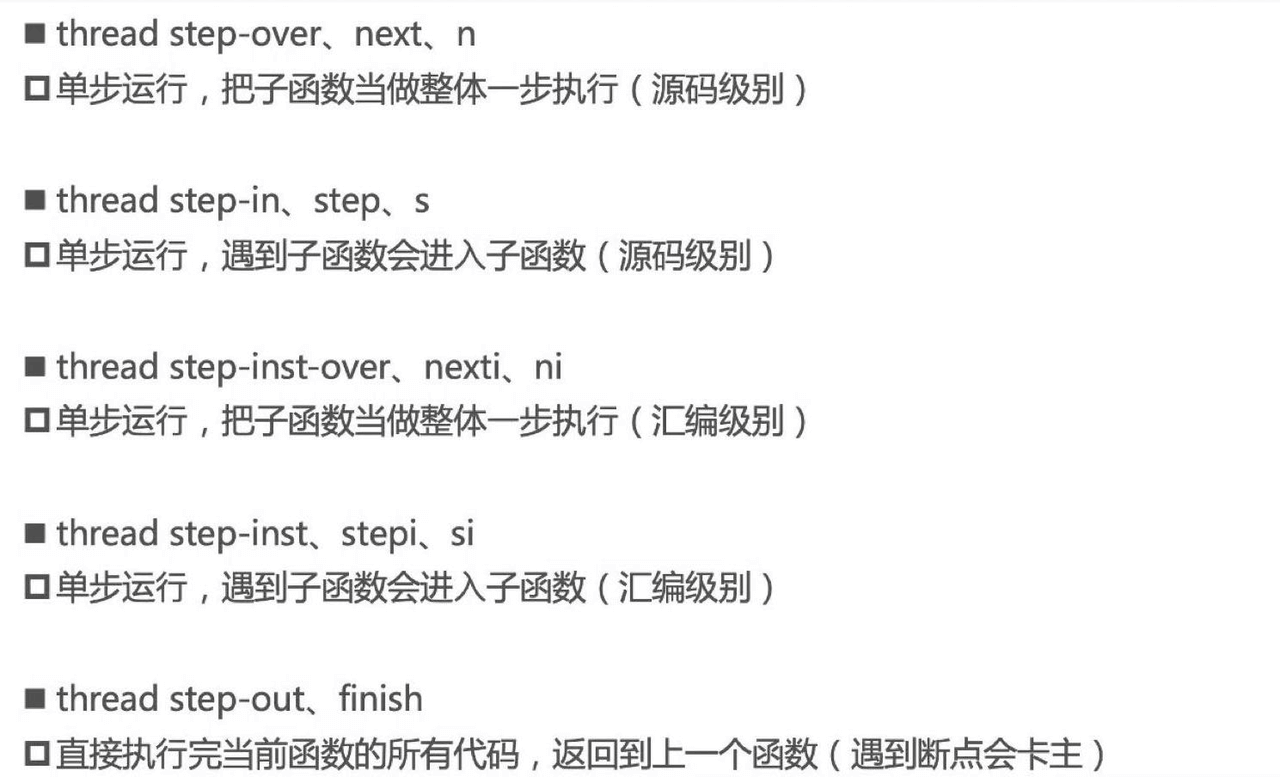 ■ thread step-over、next、n
□ 单步运行，把子函数当做整体一步执行（源码级别）
■ thread step-in、step、s
□ 单步运行，遇到子函数会进入子函数（源码级别）
■ thread step-inst-over、nexti、ni
□ 单步运行，把子函数当做整体一步执行（汇编级别）
■ thread step-inst、stepi、si
□ 单步运行，遇到子函数会进入子函数（汇编级别）
■ thread step-out、finish
□ 直接执行完当前函数的所有代码，返回到上一个函数（遇到断点会卡主）